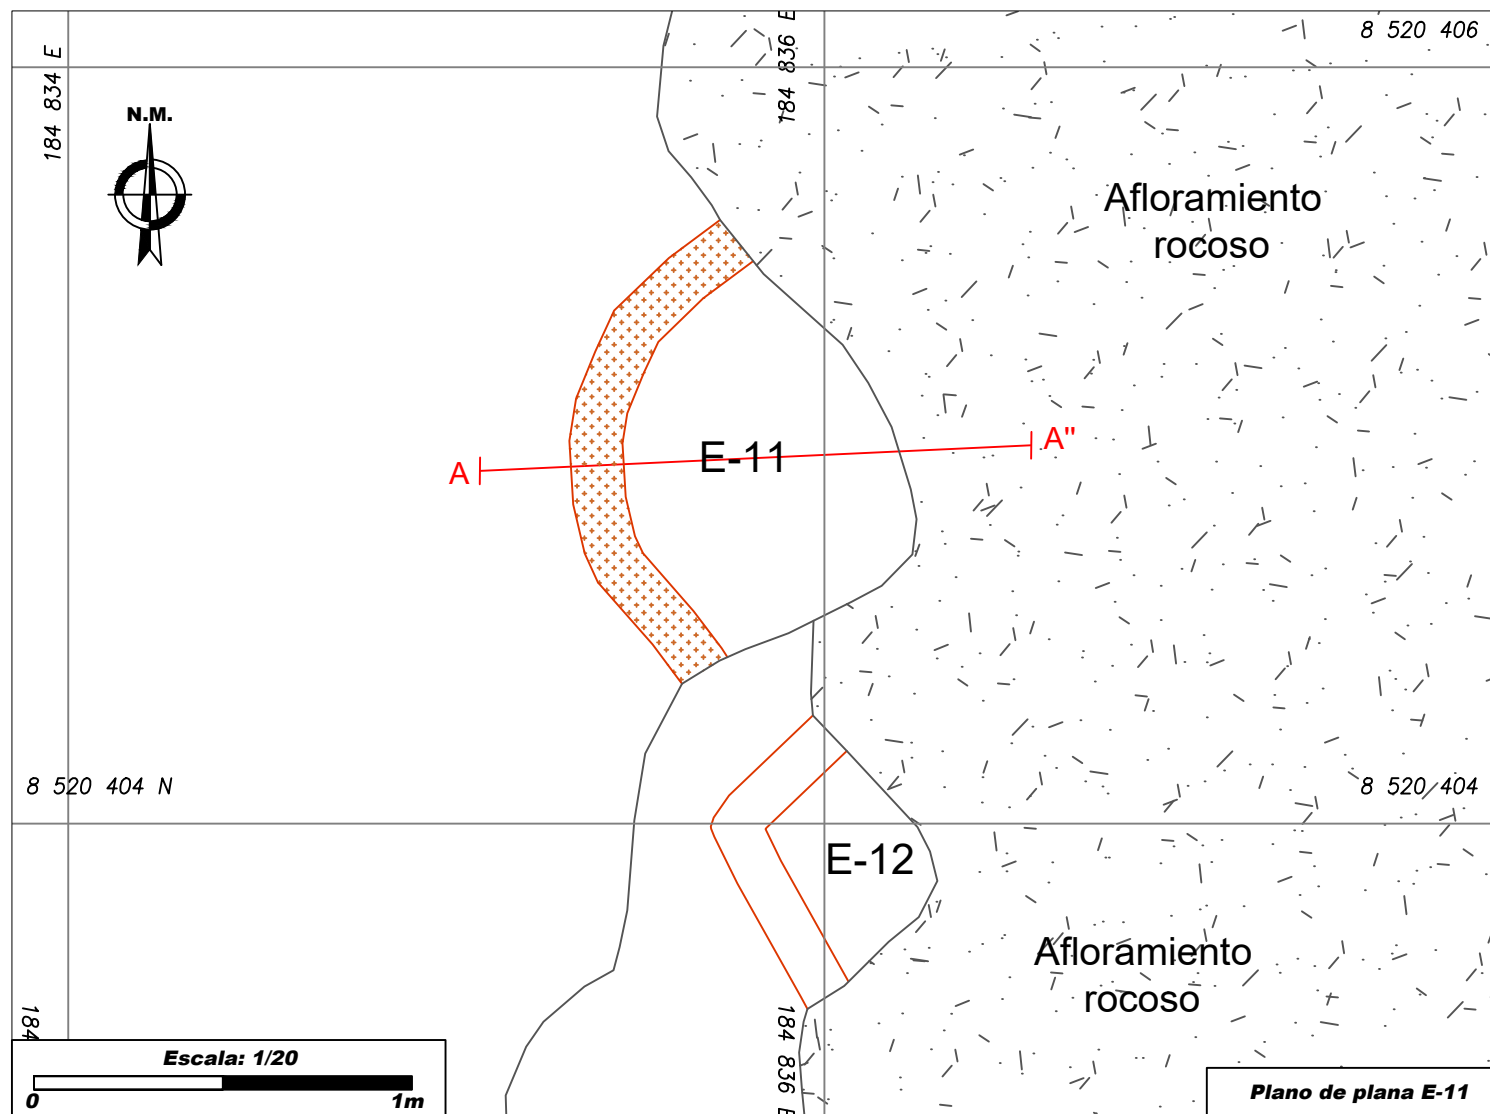 184 834 E
184 836 E
8 520 406
N.M.
Afloramiento
rocoso
E-11
A
A"
8 520 404 N
8 520 404
E-12
Afloramiento
rocoso
184
184 836 E
Escala: 1/20
0 1m
Plano de plana E-11